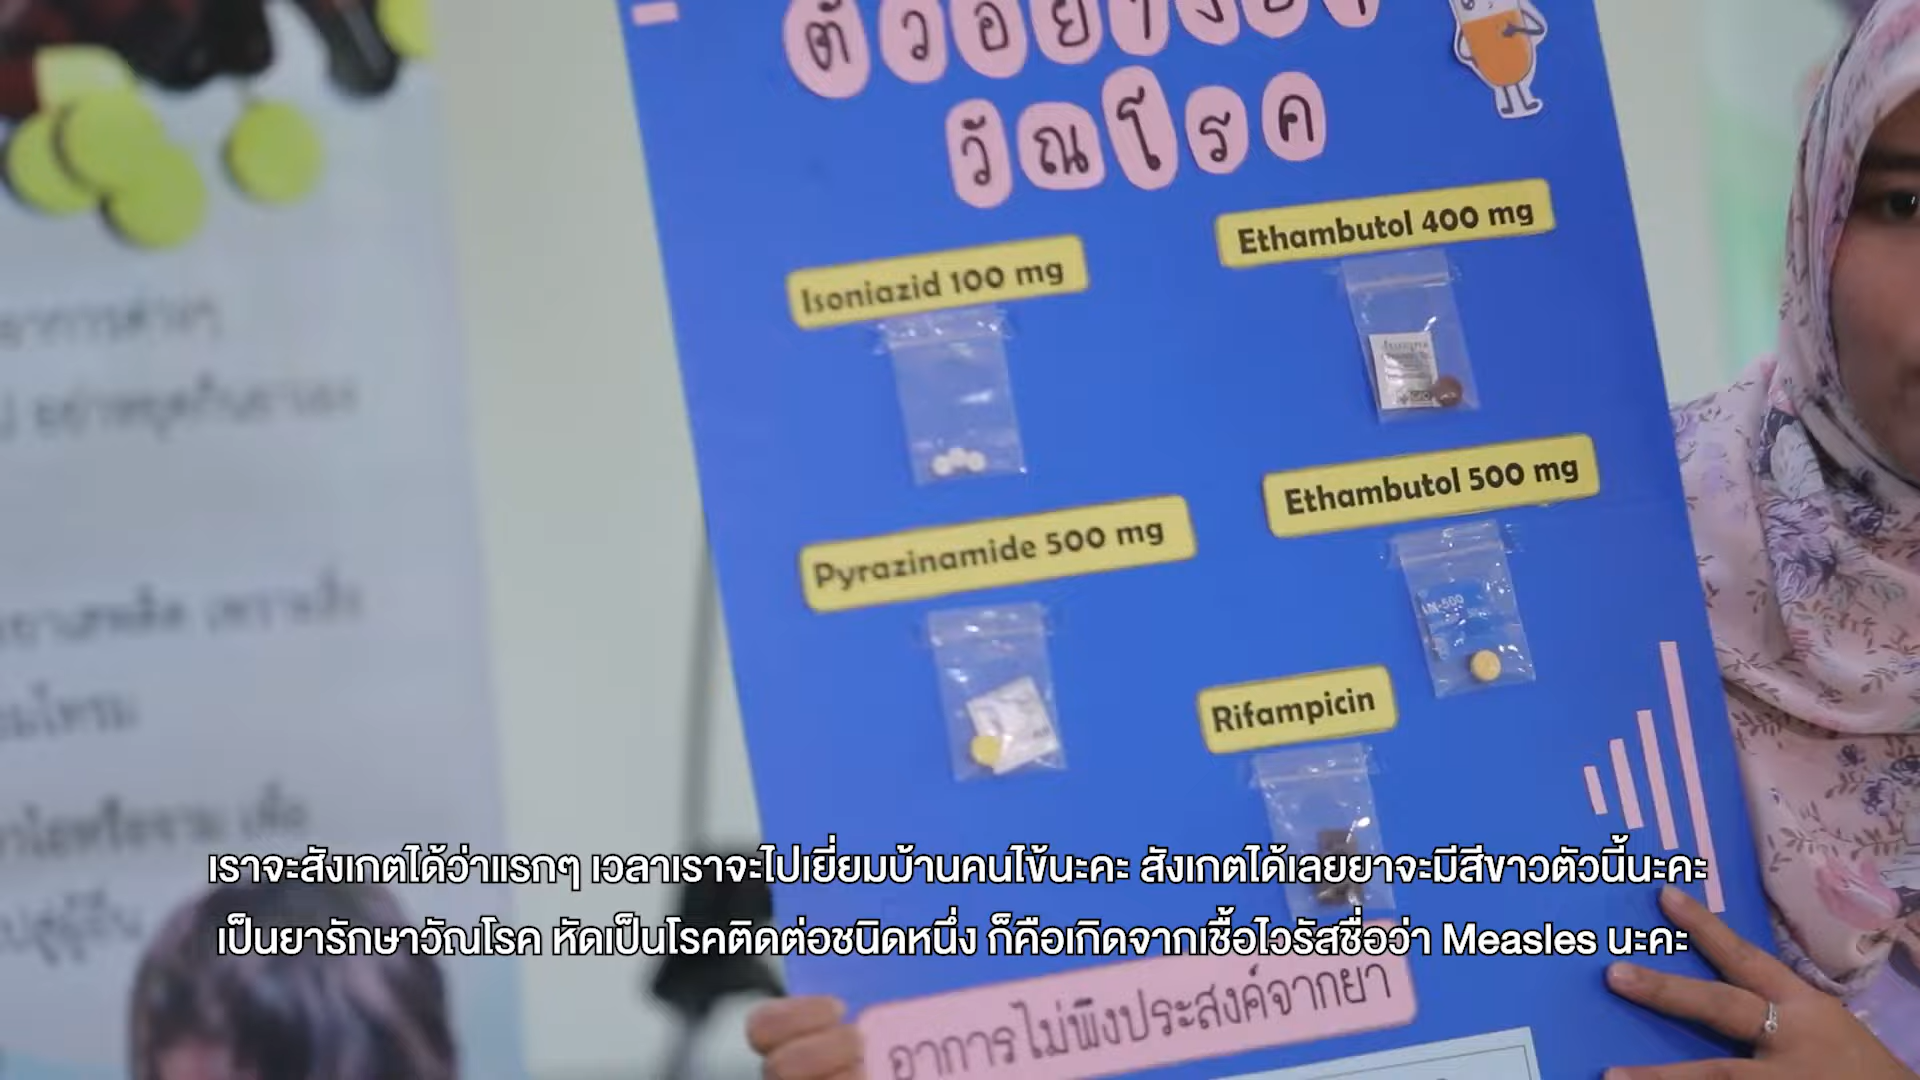 ตัวอย่างยา
วัณโรค
Isoniazid 100 mg
Ethambutol 400 mg
Pyrazinamide 500 mg
Ethambutol 500 mg
Rifampicin
เราจะสังเกตได้ว่าแรกๆ เวลาเราจะไปเยี่ยมบ้านคนไข้นะคะ สังเกตได้เลยยาจะมีสีขาวตัวนี้นะคะ
เป็นยารักษาวัณโรค หัดเป็นโรคติดต่อชนิดหนึ่ง ก็คือเกิดจากเชื้อไวรัสชื่อว่า Measles นะคะ
อาการไม่พึงประสงค์จากยา